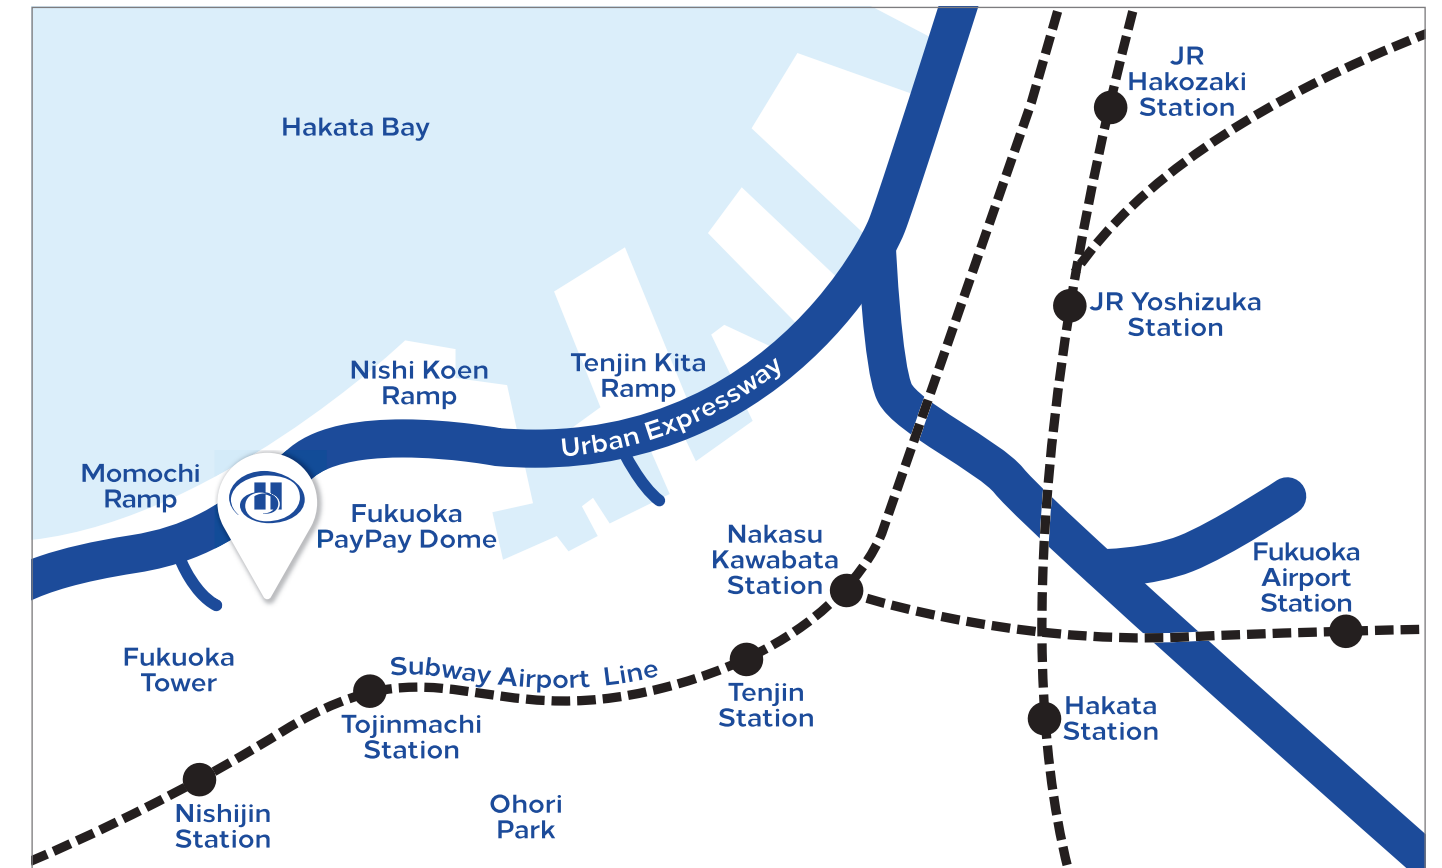 JR
Hakozaki
Station
Hakata Bay
JR Yoshizuka
Station
Nishi Koen
Ramp
Tenjin Kita
Ramp
Urban Expressway
Momochi
Ramp
H
Fukuoka
PayPay Dome
Nakasu
Kawabata
Station
Fukuoka
Airport
Station
Fukuoka
Tower
Subway Airport Line
Tenjin
Station
Hakata
Station
Tojinmachi
Station
Nishijin
Station
Ohori
Park